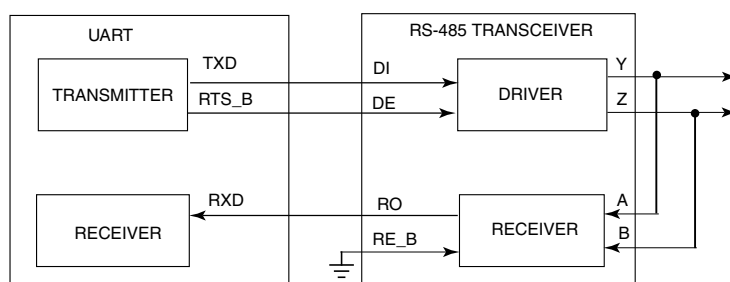 UART
RS-485 TRANSCEIVER
TXD
DI
Y
TRANSMITTER
DRIVER
RTS_B
DE
Z
RXD
RO
A
RECEIVER
RECEIVER
B
RE_B